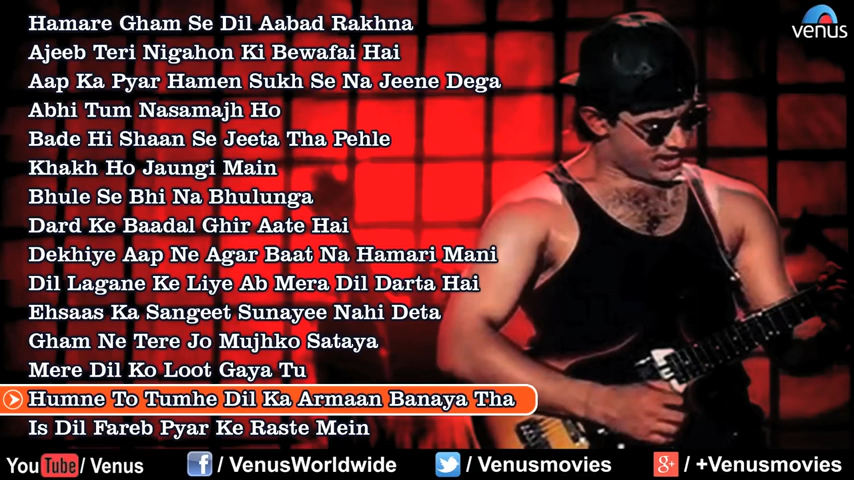 Hamare Gham Se Dil Aabad Rakhna
venus
Ajeeb Teri Nigahon Ki Bewafai Hai
Aap Ka Pyar Hamen Sukh Se Na Jeene Dega
Abhi Tum Nasamajh Ho
Bade Hi Shaan Se Jeeta Tha Pehle
Khakh Ho Jaungi Main
Bhule Se Bhi Na Bhulunga
Dard Ke Baadal Ghir Aate Hai
Dekhiye Aap Ne Agar Baat Na Hamari Mani
Dil Lagane Ke Liye Ab Mera Dil Darta Hai
Ehsaas Ka Sangeet Sunayee Nahi Deta
Gham Ne Tere Jo Mujhko Sataya
Mere Dil Ko Loot Gaya Tu
Humne To Tumhe Dil Ka Armaan Banaya Tha
Is Dil Fareb Pyar Ke Raste Mein
You Tube / Venus f / VenusWorldwide / Venusmovies g+ / +Venusmovies